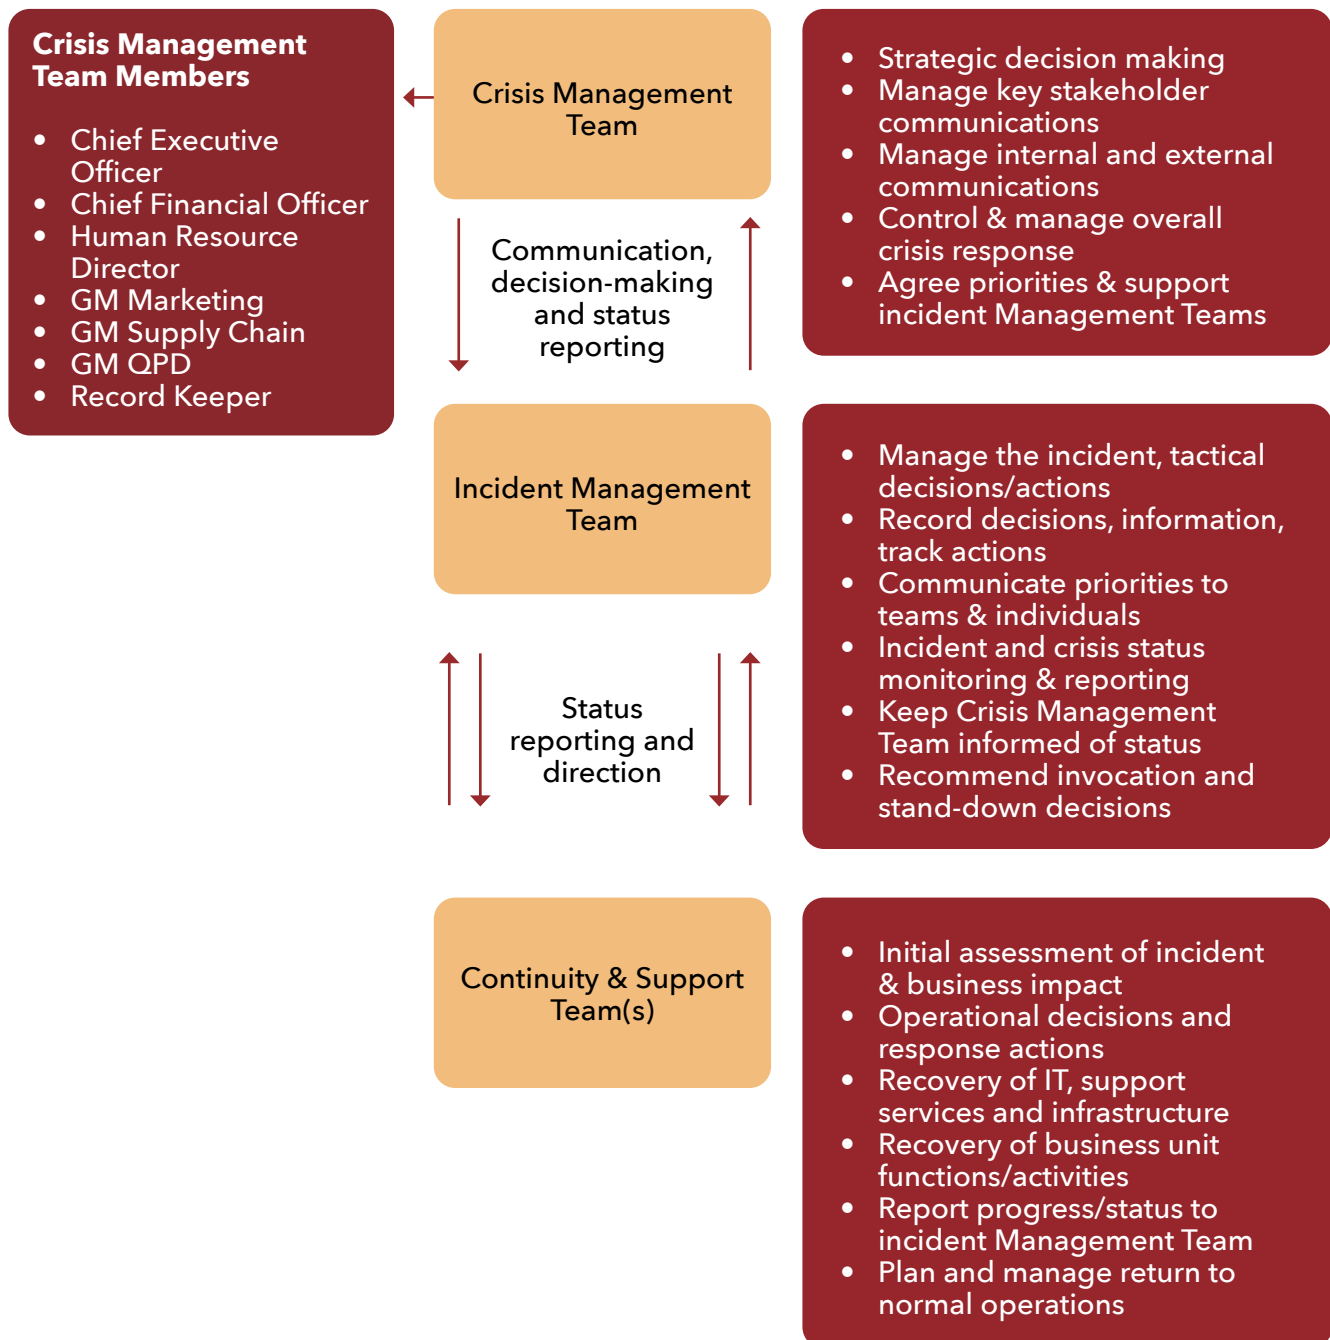 Crisis Management
Team Members
• Chief Executive
Officer
• Chief Financial Officer
• Human Resource
Director
• GM Marketing
• GM Supply Chain
• GM QPD
• Record Keeper
Crisis Management
Team
• Strategic decision making
• Manage key stakeholder
communications
• Manage internal and external
communications
• Control & manage overall
crisis response
• Agree priorities & support
incident Management Teams
Communication,
decision-making
and status
reporting
Incident Management
Team
• Manage the incident, tactical
decisions/actions
• Record decisions, information,
track actions
• Communicate priorities to
teams & individuals
• Incident and crisis status
monitoring & reporting
• Keep Crisis Management
Team informed of status
• Recommend invocation and
stand-down decisions
Status
reporting and
direction
Continuity & Support
Team(s)
• Initial assessment of incident
& business impact
• Operational decisions and
response actions
• Recovery of IT, support
services and infrastructure
• Recovery of business unit
functions/activities
• Report progress/status to
incident Management Team
• Plan and manage return to
normal operations